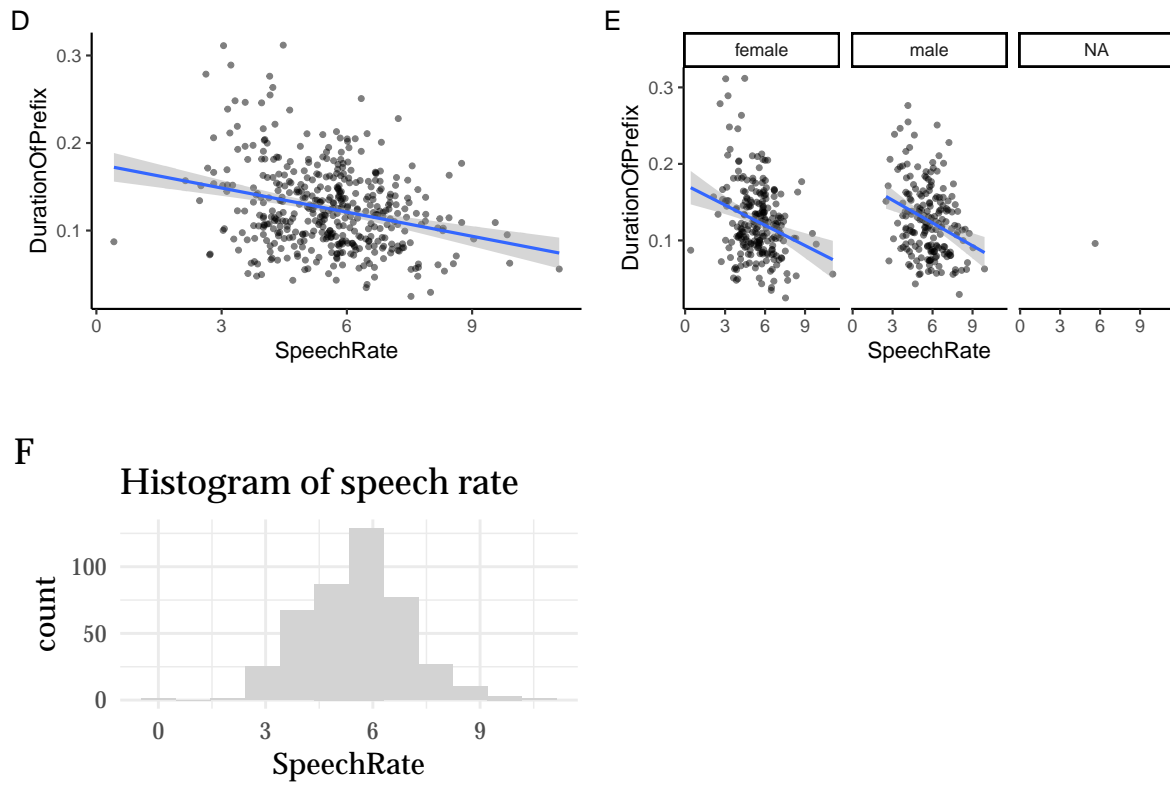 D
0.3
0.2
0.1
DurationOfPrefix
0 3 6 9
SpeechRate
E
female male NA
0.3
0.2
0.1
DurationOfPrefix
0 3 6 9 0 3 6 9 0 3 6 9
SpeechRate
F
Histogram of speech rate
100
50
0
count
0 3 6 9
SpeechRate